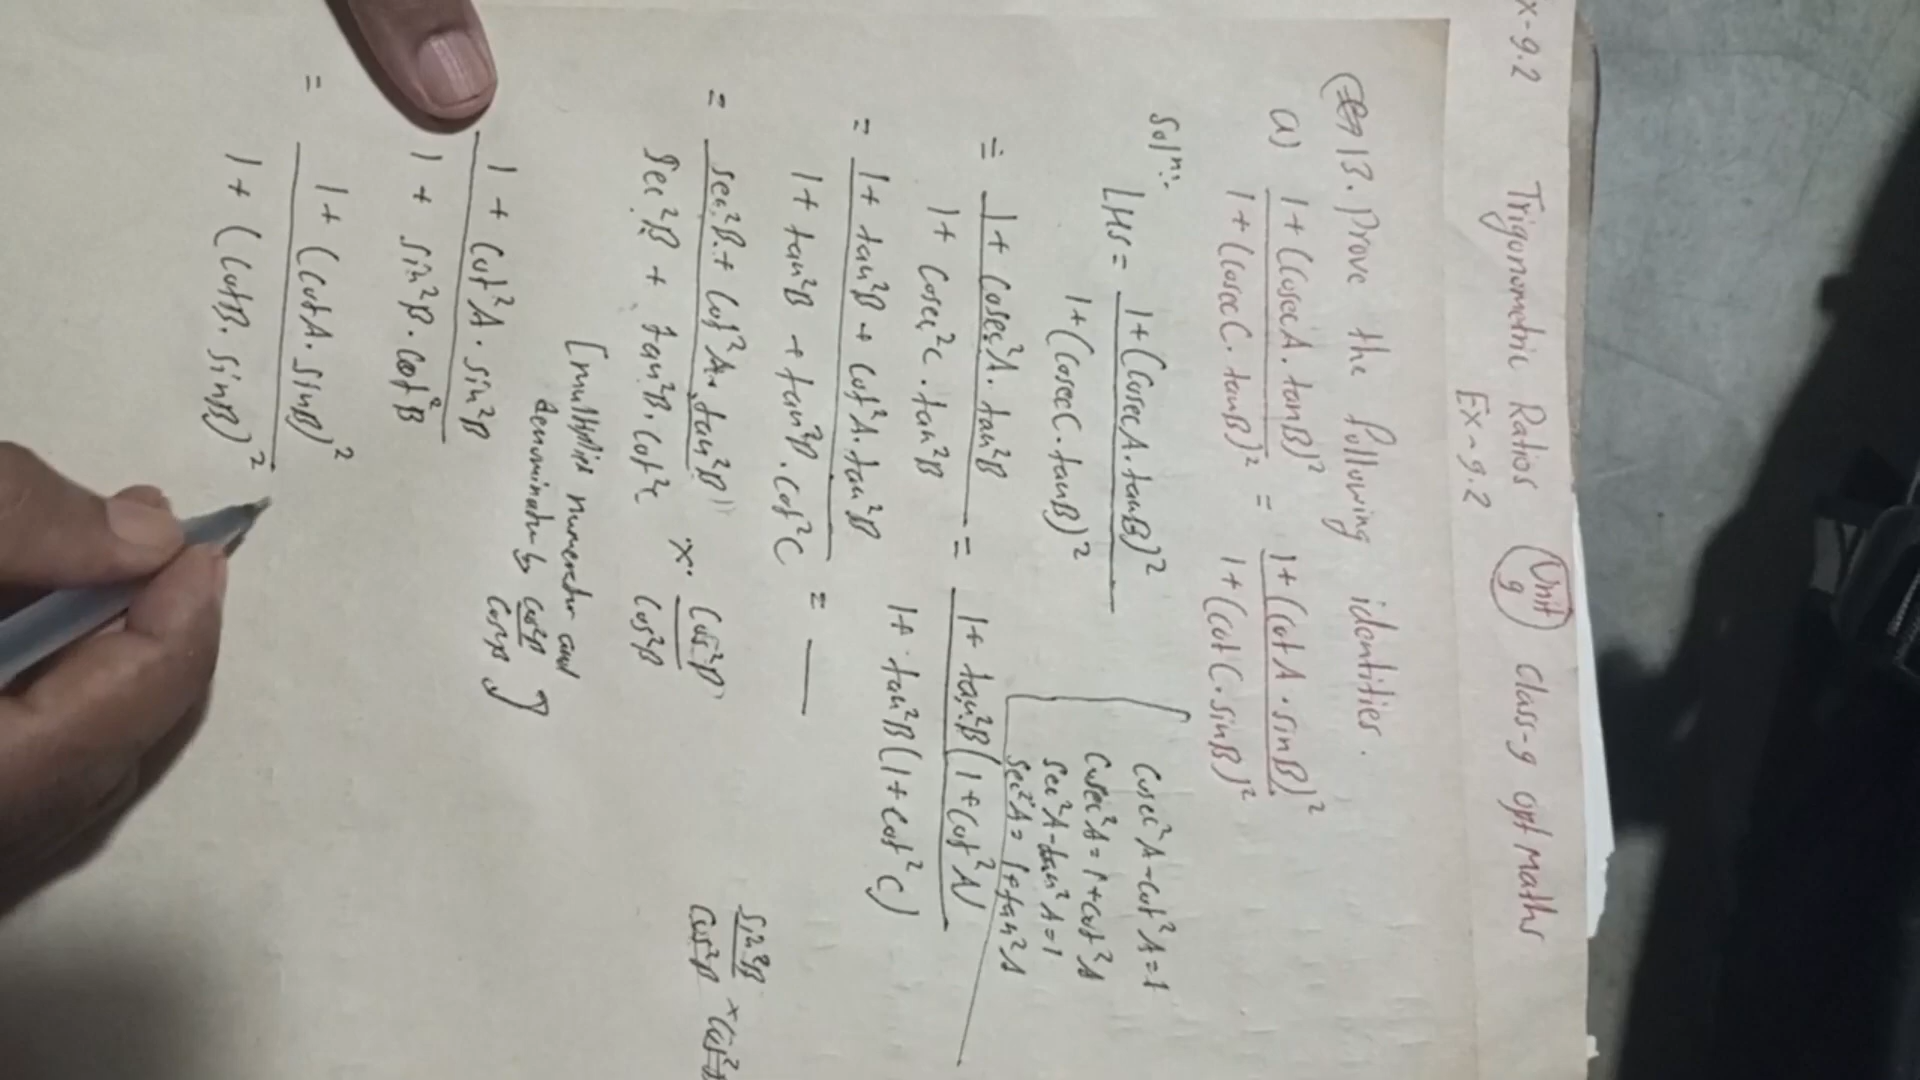 x-9.2 Trigonometric Ratios Unit 9 Class-9 opt Maths
Ex-9.2
13. Prove the following identities.
a) 1+(CosecA.tanB)² / 1+(CosecC.tanB)² = 1+(CotA.sinB)² / 1+(CotC.sinB)²
Soln:
LHS = 1+(CosecA.tanB)² / 1+(CosecC.tanB)²
Cosec²A-Cot²A=1
Cosec²A=1+Cot²A
Sec²A-tan²A=1
Sec²A=1+tan²A
= 1+Cosec²A.tan²B / 1+Cosec²C.tan²B = 1+tan²B(1+Cot²A) / 1+tan²B(1+Cot²C)
= 1+tan²B+Cot²A.tan²B / 1+tan²B+tan²B.Cot²C =
= Sec²B+Cot²A.tan²B / Sec²B+tan²B.Cot²C × Cos²B / Cos²B
Sin²B / Cos²B ×
[multiplies numerator and
denominator by Cos²B / Cos²B]
1+Cot²A.sin²B / 1+sin²B.Cot²B
= 1+(CotA.sinB)² / 1+(CotB.sinB)²